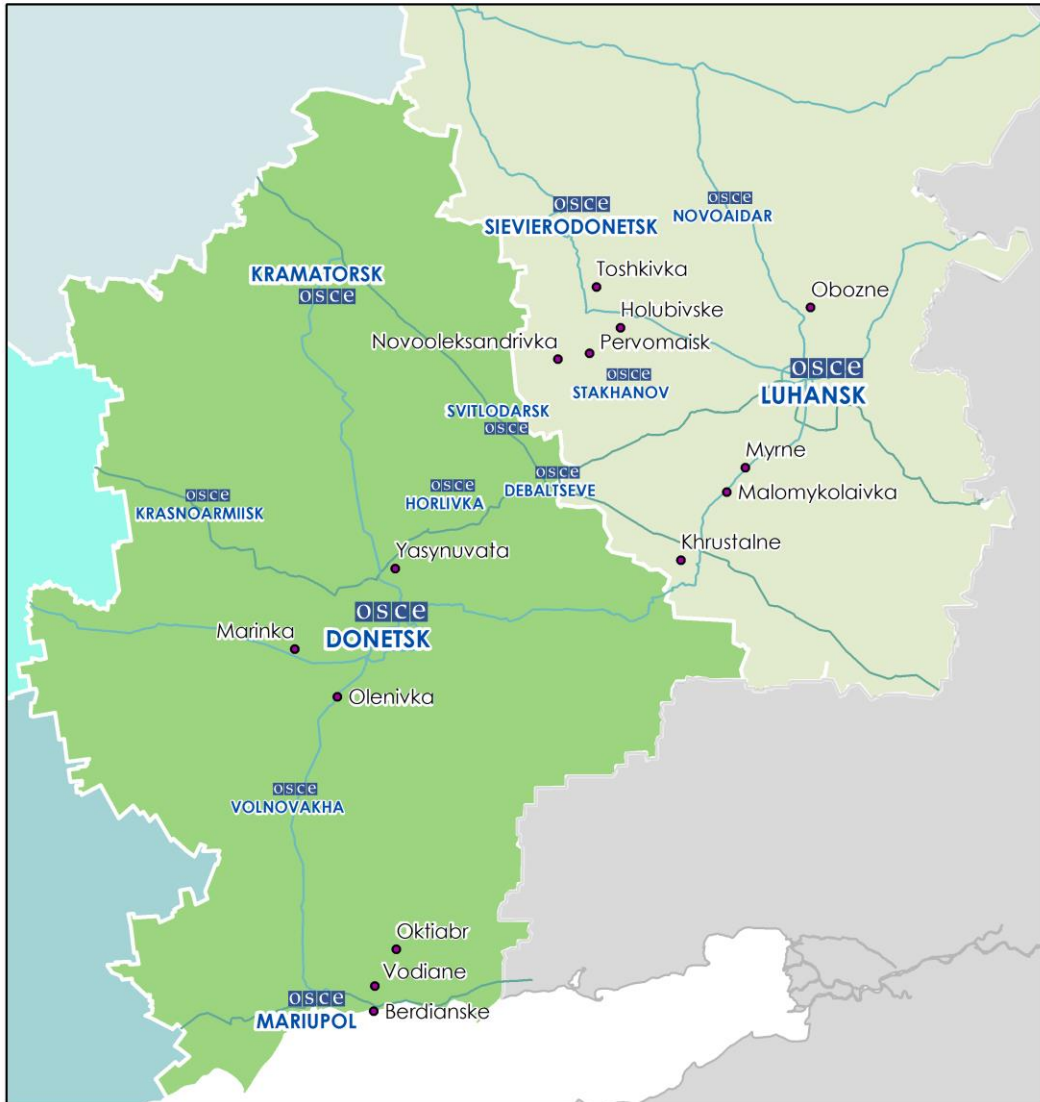 osce
SIEVIERODONETSK
osce
NOVOAIDAR
KRAMATORSK
osce
Toshkivka
Obozne
Holubivske
Novooleksandrivka
Pervomaisk
osce
STAKHANOV
osce
LUHANSK
SVITLODARSK
osce
Myrne
osce
DEBALTSEVE
osce
HORLIVKA
osce
KRASNOARMIISK
Malomykolaivka
Khrustalne
Yasynuvata
osce
DONETSK
Marinka
Olenivka
osce
VOLNOVAKHA
Oktiabr
Vodiane
osce
MARIUPOL
Berdianske